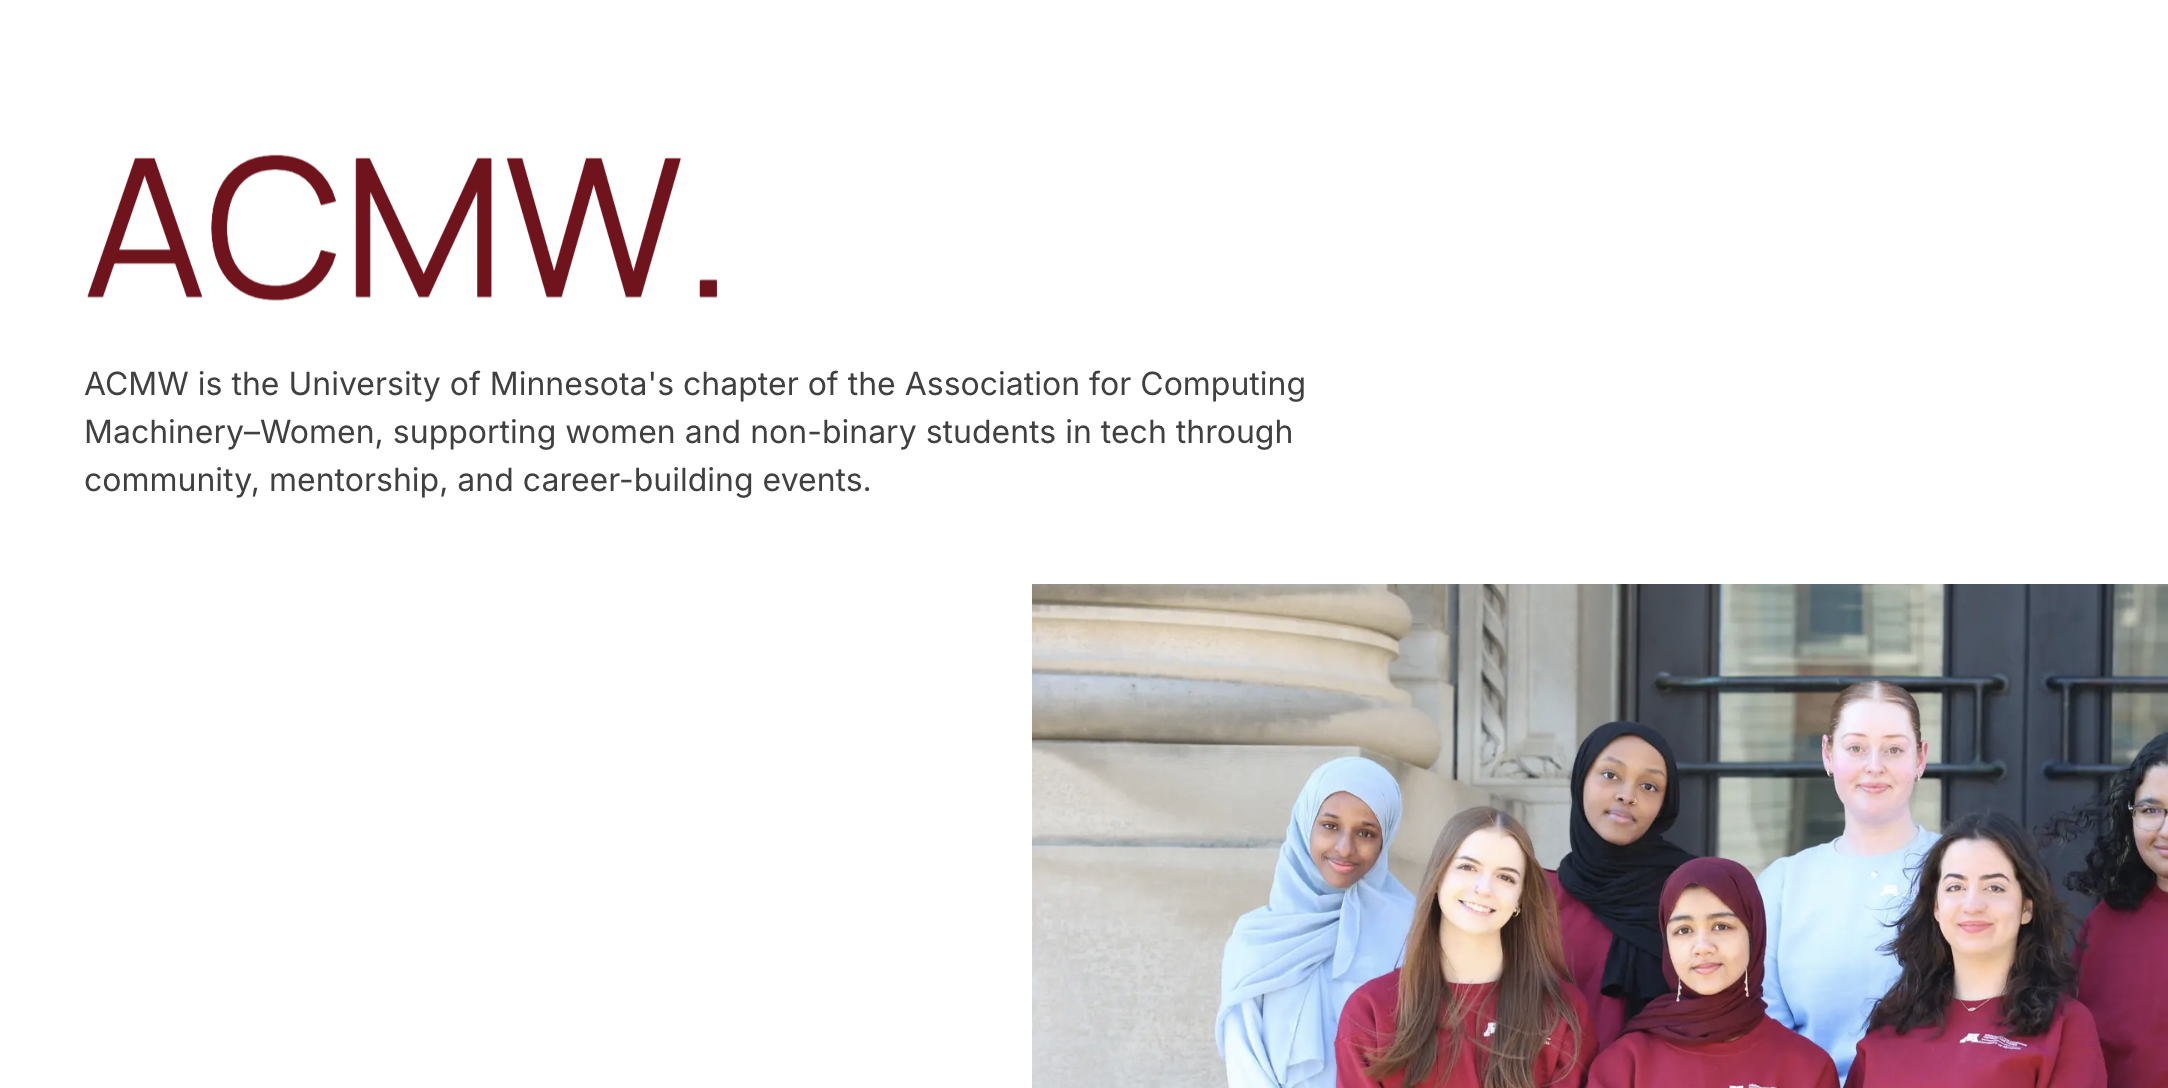 ACMW.
ACMW is the University of Minnesota's chapter of the Association for Computing
Machinery–Women, supporting women and non-binary students in tech through
community, mentorship, and career-building events.